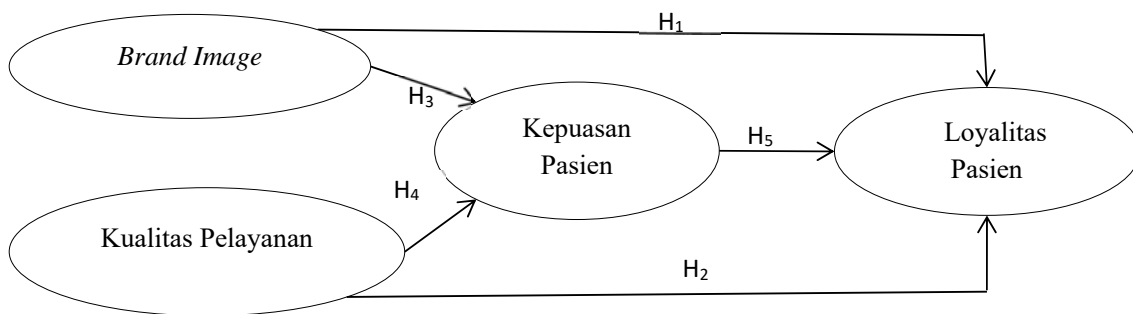 H₁
Brand Image
H₃
Kepuasan
Pasien
H₅
Loyalitas
Pasien
H₄
Kualitas Pelayanan
H₂